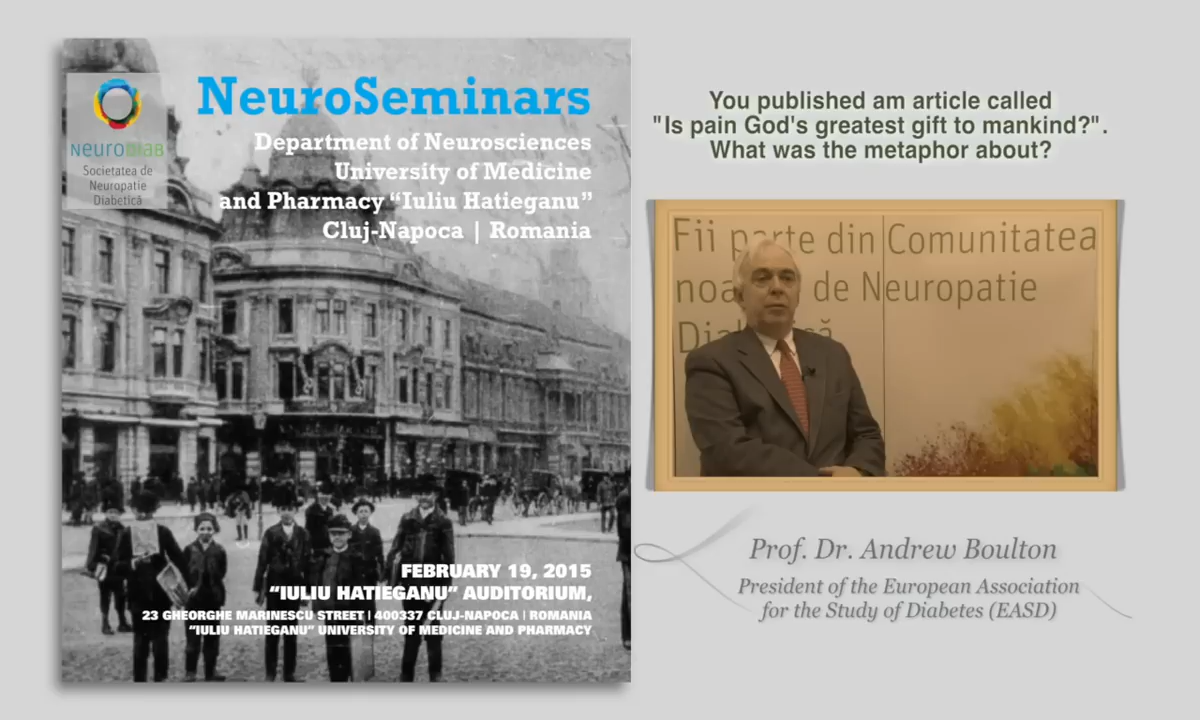 NeuroSeminars
Department of Neurosciences
University of Medicine
and Pharmacy “Iuliu Hatieganu”
Cluj-Napoca | Romania
neuroDIAB
Societatea de
Neuropatie
Diabetică
FEBRUARY 19, 2015
“IULIU HATIEGANU” AUDITORIUM,
23 GHEORGHE MARINESCU STREET | 400337 CLUJ-NAPOCA | ROMANIA
“IULIU HATIEGANU” UNIVERSITY OF MEDICINE AND PHARMACY
You published am article called
"Is pain God's greatest gift to mankind?".
What was the metaphor about?
Fii parte din Comunitatea
de Neuropatie
Prof. Dr. Andrew Boulton
President of the European Association
for the Study of Diabetes (EASD)